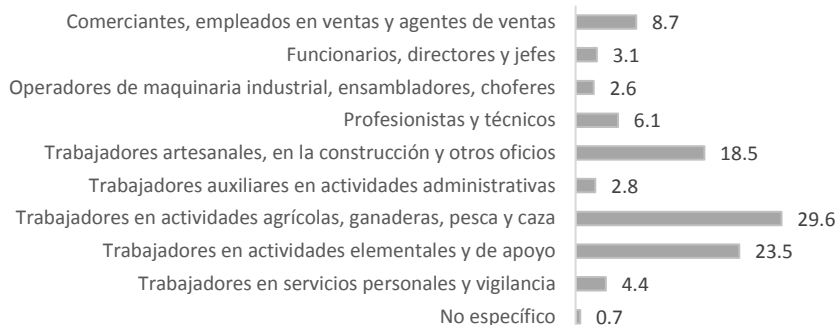 Comerciantes, empleados en ventas y agentes de ventas 8.7
Funcionarios, directores y jefes 3.1
Operadores de maquinaria industrial, ensambladores, choferes 2.6
Profesionistas y técnicos 6.1
Trabajadores artesanales, en la construcción y otros oficios 18.5
Trabajadores auxiliares en actividades administrativas 2.8
Trabajadores en actividades agrícolas, ganaderas, pesca y caza 29.6
Trabajadores en actividades elementales y de apoyo 23.5
Trabajadores en servicios personales y vigilancia 4.4
No específico 0.7